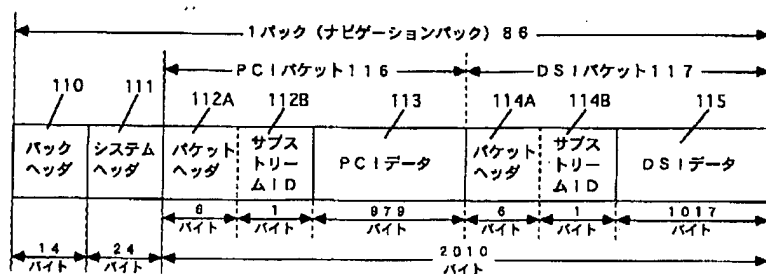 1パック(ナビゲーションパック)86
PCIパケット116
DSIパケット117
110
111
112A
112B
113
114A
114B
115
パック
ヘッダ
システム
ヘッダ
パケット
ヘッダ
サブス
トリー
ムID
PCIデータ
パケット
ヘッダ
サブス
トリー
ムID
DSIデータ
6
バイト
1
バイト
979
バイト
6
バイト
1
バイト
1017
バイト
14
バイト
24
バイト
2010
バイト